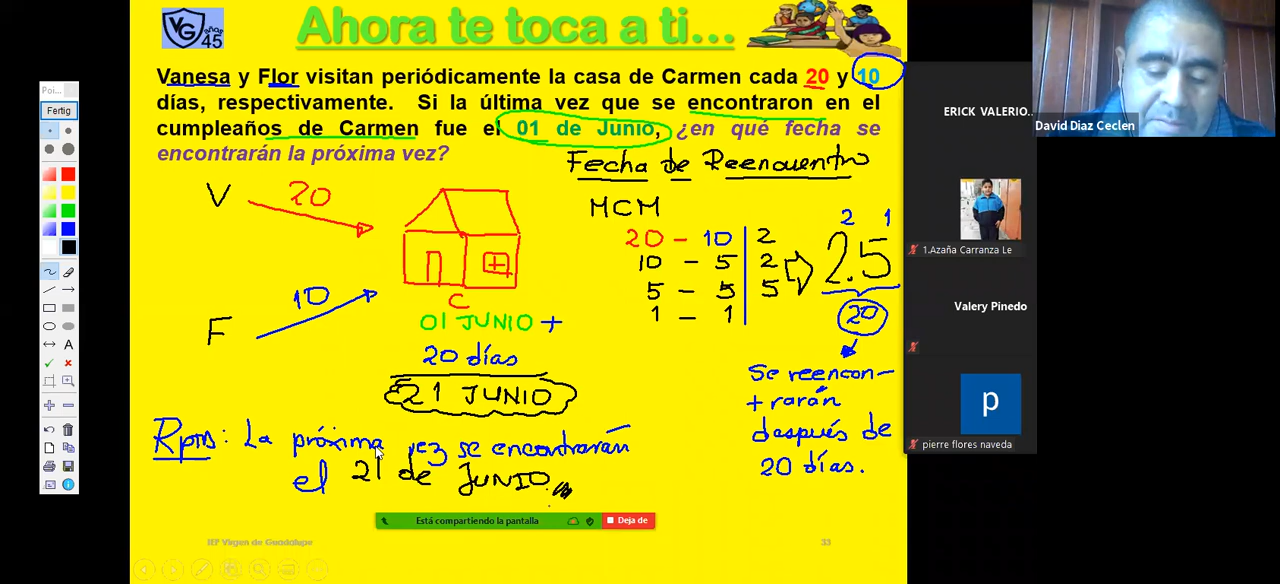 Poi...
Fertig
A
VG
años
45
Ahora te toca a ti...
Vanesa y Flor visitan periódicamente la casa de Carmen cada 20 y 10
días, respectivamente. Si la última vez que se encontraron en el
cumpleaños de Carmen fue el 01 de Junio, ¿en qué fecha se
encontrarán la próxima vez?
Fecha de Reencuentro
V
20
F
10
C
01 JUNIO +
20 días
21 JUNIO
MCM
20 - 10 2
10 - 5 2
5 - 5 5
1 - 1
2 1
2.5
20
Se reencon-
trarán
después de
20 días.
Rpta: La próxima vez se encontrarán
el 21 de JUNIO
Está compartiendo la pantalla
Deja de
IEP Virgen de Guadalupe
33
David Diaz Ceclen
ERICK VALERIO...
1.Azaña Carranza Le
Valery Pinedo
p
pierre flores naveda